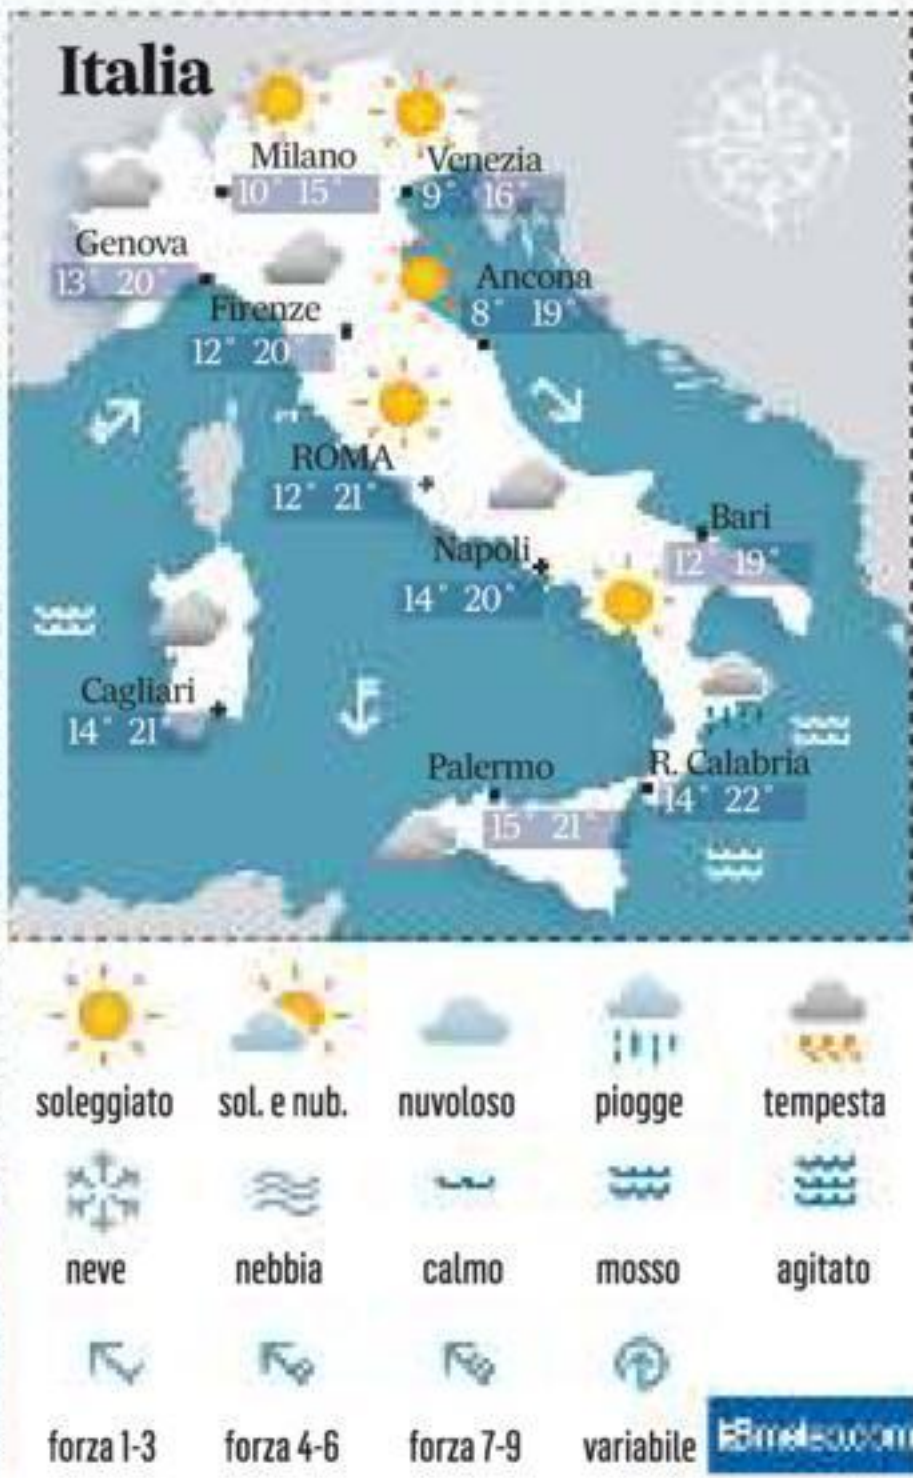 Italia
Milano
10° 15°
Venezia
9° 16°
Genova
13° 20°
Firenze
12° 20°
Ancona
8° 19°
ROMA
12° 21°
Napoli
14° 20°
Bari
12° 19°
Cagliari
14° 21°
Palermo
15° 21°
R. Calabria
14° 22°
soleggiato sol. e nub. nuvoloso piogge tempesta
neve nebbia calmo mosso agitato
forza 1-3 forza 4-6 forza 7-9 variabile